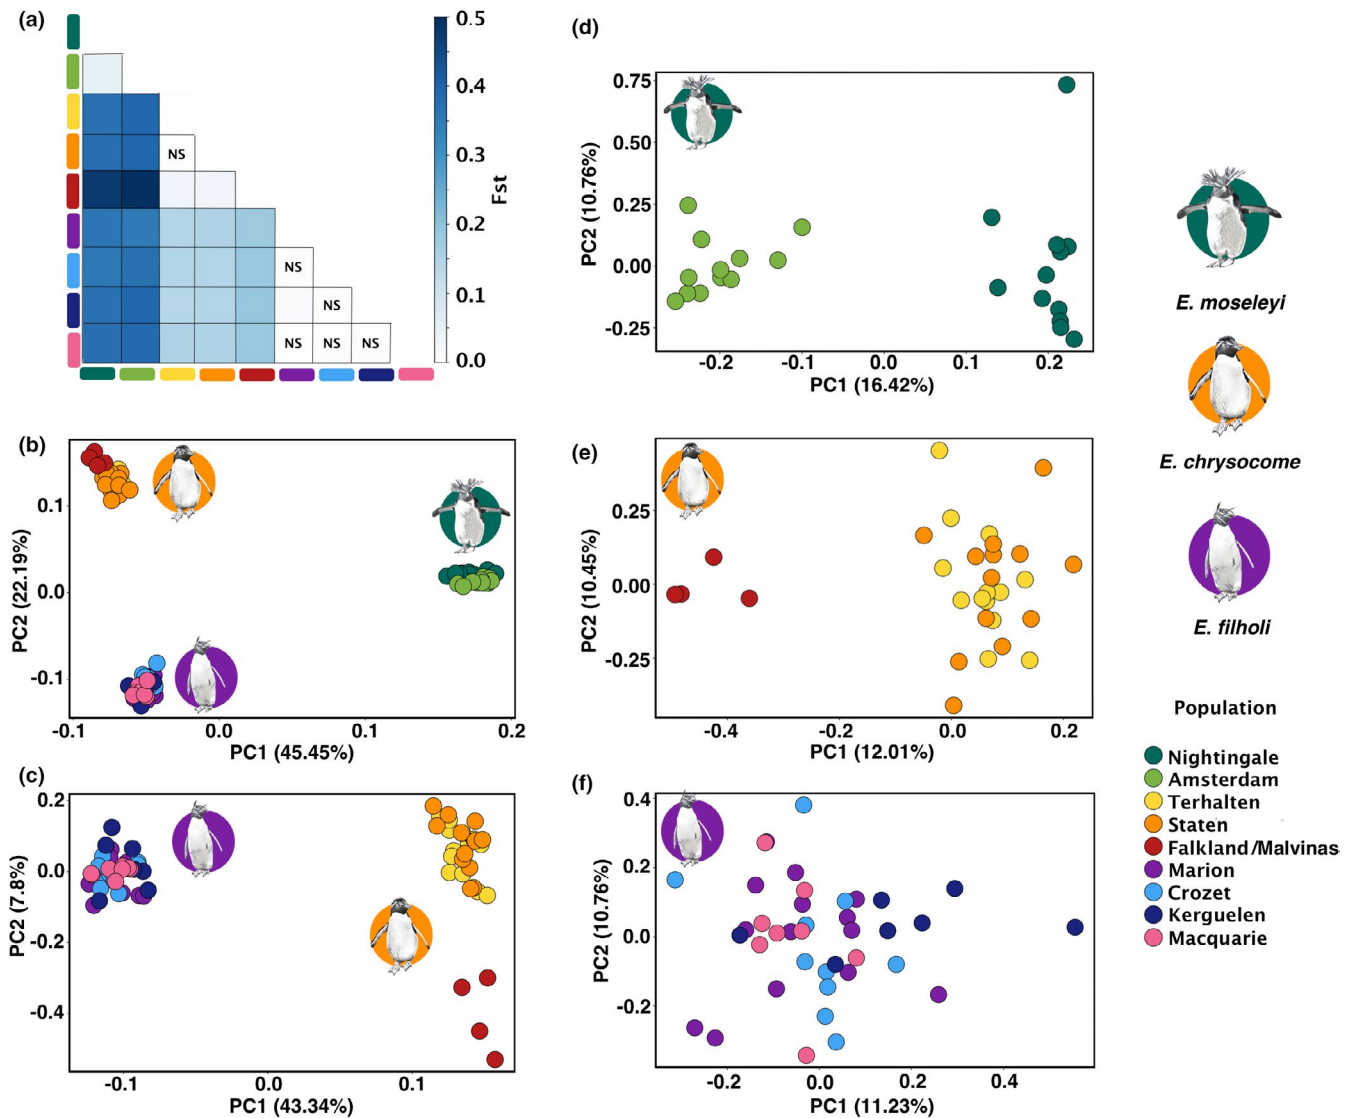 (a)
0.5
0.4
0.3
0.2
0.1
0.0
Fst
NS
NS
NS
NS NS NS
(b)
0.1
0.0
-0.1
PC2 (22.19%)
-0.1 0.0 0.1 0.2
PC1 (45.45%)
(c)
0.2
0.0
-0.2
-0.4
PC2 (7.8%)
-0.1 0.0 0.1
PC1 (43.34%)
(d)
0.75
0.50
0.25
0.00
-0.25
PC2 (10.76%)
-0.2 -0.1 0.0 0.1 0.2
PC1 (16.42%)
(e)
0.25
0.00
-0.25
PC2 (10.45%)
-0.4 -0.2 0.0 0.2
PC1 (12.01%)
(f)
0.4
0.2
0.0
-0.2
PC2 (10.76%)
-0.2 0.0 0.2 0.4
PC1 (11.23%)
E. moseleyi
E. chrysocome
E. filholi
Population
Nightingale
Amsterdam
Terhalten
Staten
Falkland/Malvinas
Marion
Crozet
Kerguelen
Macquarie